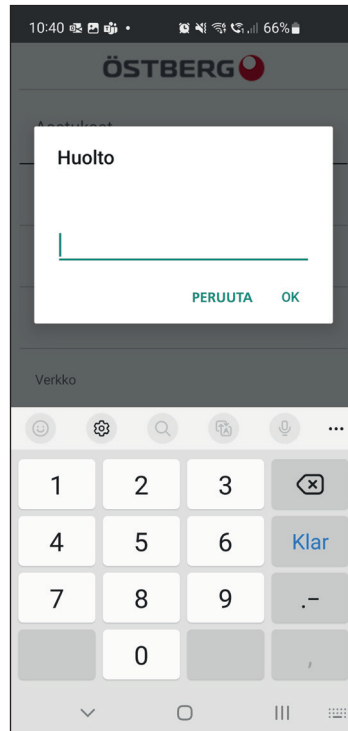 10:40 66%
ÖSTBERG
Asetukset
Huolto
PERUUTA OK
Verkko
1 2 3
4 5 6 Klar
7 8 9 .–
0 ,